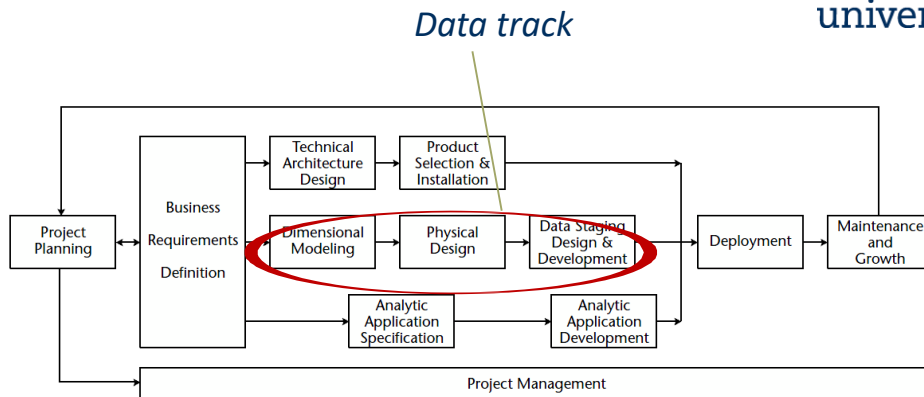 univer
Data track
Technical
Architecture
Design
Product
Selection &
Installation
Project
Planning
Business
Requirements
Definition
Dimensional
Modeling
Physical
Design
Data Staging
Design &
Development
Deployment
Maintenance
and
Growth
Analytic
Application
Specification
Analytic
Application
Development
Project Management